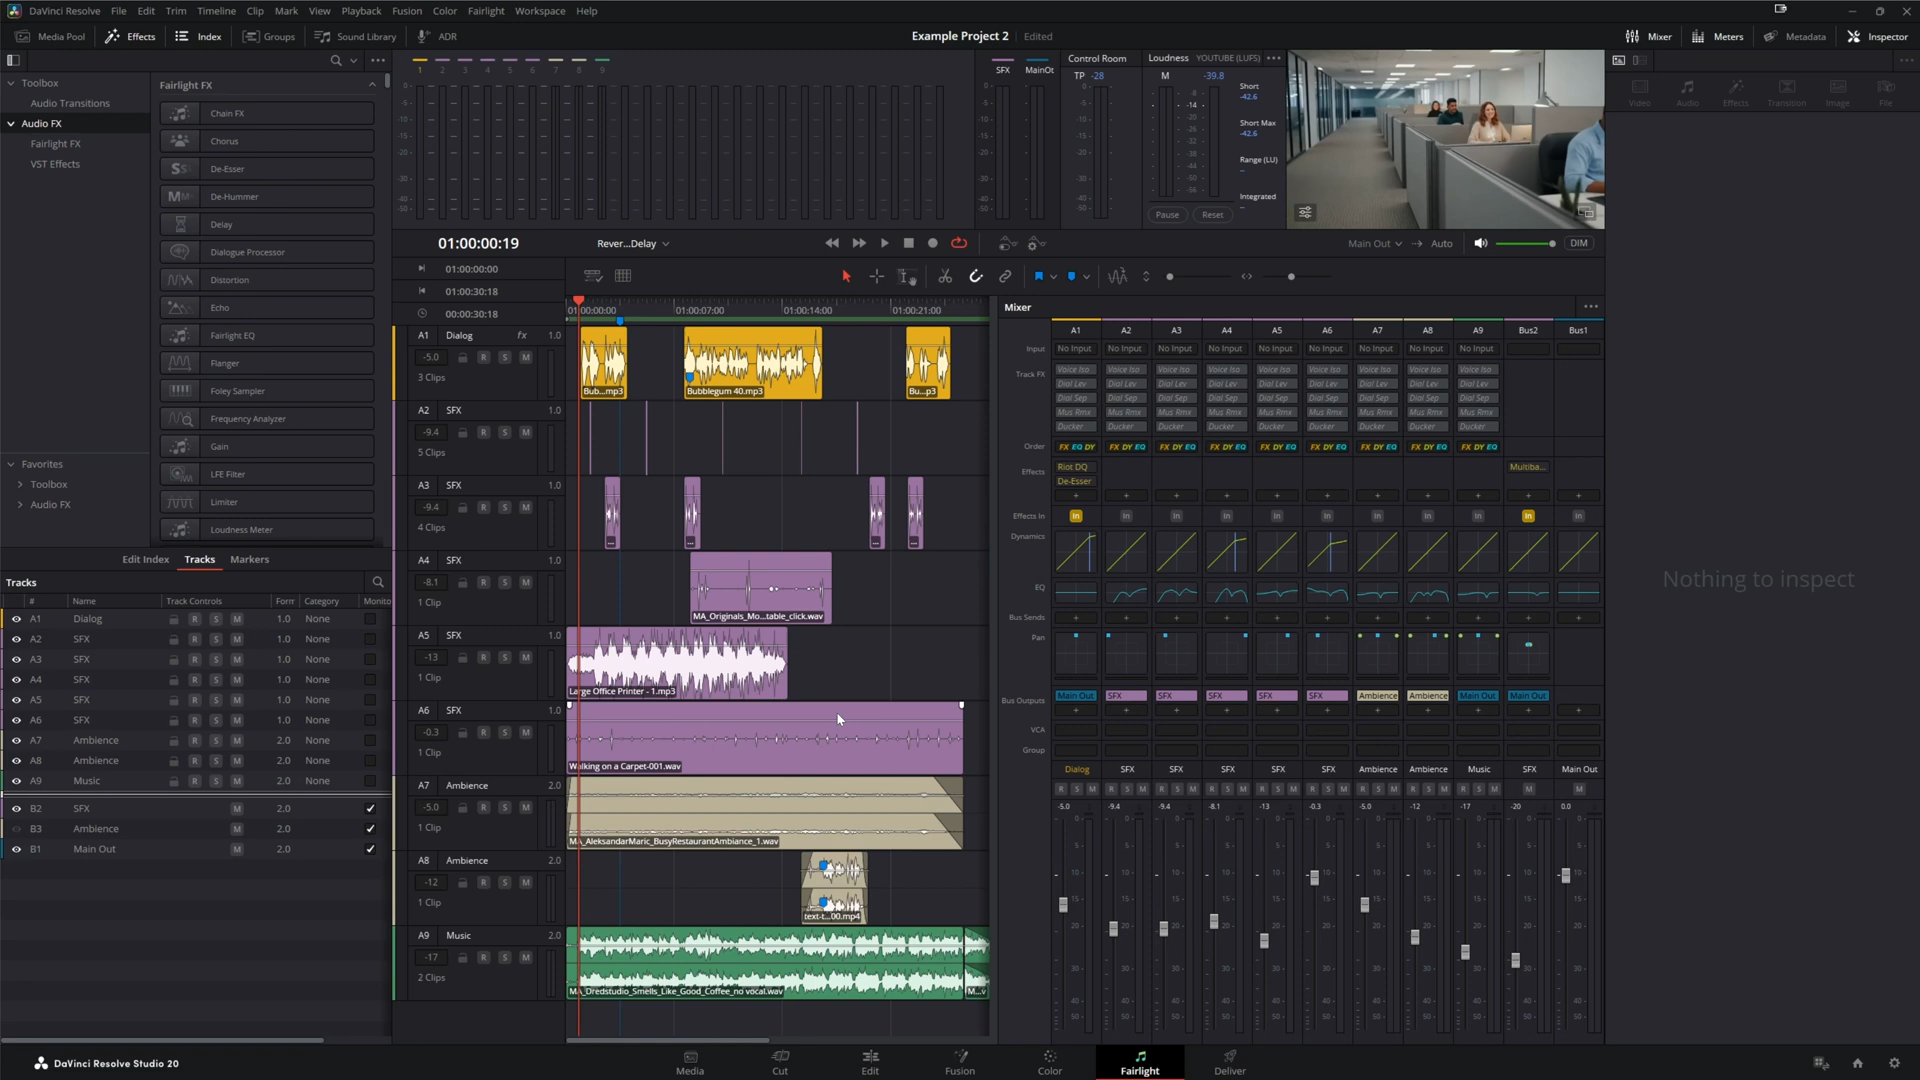 DaVinci Resolve File Edit Trim Timeline Clip Mark View Playback Fusion Color Fairlight Workspace Help
Media Pool Effects Index Groups Sound Library ADR
Example Project 2 Edited
Mixer Meters Metadata Inspector
Toolbox
Audio Transitions
Audio FX
Fairlight FX
VST Effects
Favorites
Toolbox
Audio FX
Fairlight FX
Chain FX
Chorus
De-Esser
De-Hummer
Delay
Dialogue Processor
Distortion
Echo
Fairlight EQ
Flanger
Foley Sampler
Frequency Analyzer
Gain
LFE Filter
Limiter
Loudness Meter
1 2 3 4 5 6 7 8 9
SFX MainOt
Control Room
TP -28
Loudness YOUTUBE (LUFS)
M -39.8
Short
-42.6
Short Max
-42.6
Range (LU)
Integrated
Pause Reset
Video Audio Effects Transition Image File
Nothing to inspect
01:00:00:19 Rever...Delay
Main Out Auto DIM
01:00:00:00
01:00:30:18
00:00:30:18
01:00:00:00 01:00:07:00 01:00:14:00 01:00:21:00
A1 Dialog fx 1.0
-5.0 R S M
3 Clips
Bub...mp3 Bubblegum 40.mp3 Bu...p3
A2 SFX 1.0
-9.4 R S M
5 Clips
A3 SFX 1.0
-9.4 R S M
4 Clips
A4 SFX 1.0
-8.1 R S M
1 Clip
MA_Originals_Mo...table_click.wav
A5 SFX 1.0
-13 R S M
1 Clip
Large Office Printer - 1.mp3
A6 SFX 1.0
-0.3 R S M
1 Clip
Walking on a Carpet-001.wav
A7 Ambience 2.0
-5.0 R S M
1 Clip
MA_AleksandarMaric_BusyRestaurantAmbiance_1.wav
A8 Ambience 2.0
-12 R S M
1 Clip
text-t...00.mp4
A9 Music 2.0
-17 R S M
2 Clips
MA_Dredstudio_Smells_Like_Good_Coffee_no vocal.wav M...v
Edit Index Tracks Markers
Tracks
# Name Track Controls Form Category Monito
A1 Dialog R S M 1.0 None
A2 SFX R S M 1.0 None
A3 SFX R S M 1.0 None
A4 SFX R S M 1.0 None
A5 SFX R S M 1.0 None
A6 SFX R S M 1.0 None
A7 Ambience R S M 2.0 None
A8 Ambience R S M 2.0 None
A9 Music R S M 2.0 None
B2 SFX M 2.0
B3 Ambience M 2.0
B1 Main Out M 2.0
Mixer
A1 A2 A3 A4 A5 A6 A7 A8 A9 Bus2 Bus1
Input No Input No Input No Input No Input No Input No Input No Input No Input No Input
Track FX Voice Iso Voice Iso Voice Iso Voice Iso Voice Iso Voice Iso Voice Iso Voice Iso Voice Iso
Dial Lev Dial Lev Dial Lev Dial Lev Dial Lev Dial Lev Dial Lev Dial Lev Dial Lev
Dial Sep Dial Sep Dial Sep Dial Sep Dial Sep Dial Sep Dial Sep Dial Sep Dial Sep
Mus Rmx Mus Rmx Mus Rmx Mus Rmx Mus Rmx Mus Rmx Mus Rmx Mus Rmx Mus Rmx
Ducker Ducker Ducker Ducker Ducker Ducker Ducker Ducker Ducker
Order FX EQ DY FX DY EQ FX DY EQ FX DY EQ FX DY EQ FX DY EQ FX DY EQ FX DY EQ FX DY EQ
Effects Riot DQ Multiba...
De-Esser
Effects In In In In In In In In In In In In
Dynamics
EQ
Bus Sends
Pan
Bus Outputs Main Out SFX SFX SFX SFX SFX Ambience Ambience Main Out Main Out
VCA
Group
Dialog SFX SFX SFX SFX SFX Ambience Ambience Music SFX Main Out
R S M R S M R S M R S M R S M R S M R S M R S M R S M M M
-5.0 -9.4 -9.4 -8.1 -13 -0.3 -5.0 -12 -17 -20 0.0
DaVinci Resolve Studio 20
Media Cut Edit Fusion Color Fairlight Deliver